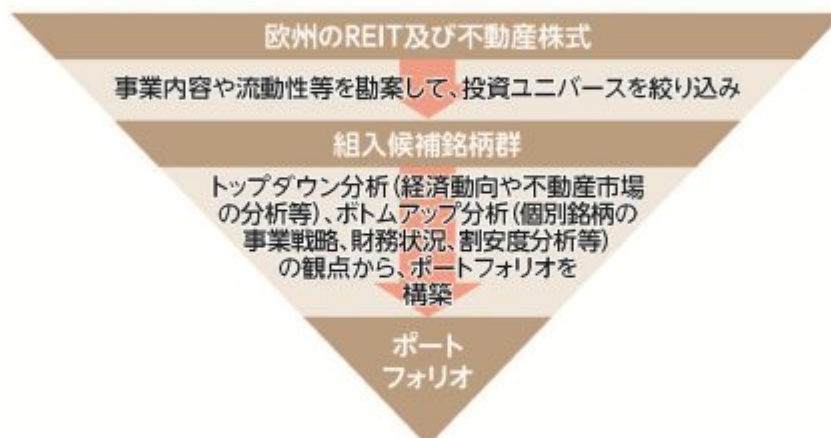 欧州のREIT及び不動産株式
事業内容や流動性等を勘案して、投資ユニバースを絞り込み
組入候補銘柄群
トップダウン分析(経済動向や不動産市場
の分析等)、ボトムアップ分析(個別銘柄の
事業戦略、財務状況、割安度分析等)
の観点から、ポートフォリオを
構築
ポート
フォリオ